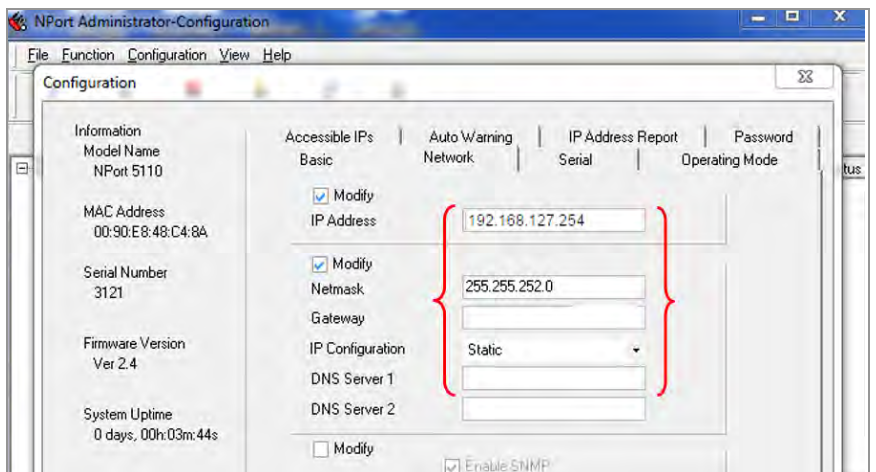 NPort Administrator-Configuration
File Function Configuration View Help
Configuration
Information
Model Name
NPort 5110
MAC Address
00:90:E8:48:C4:8A
Serial Number
3121
Firmware Version
Ver 2.4
System Uptime
0 days, 00h:03m:44s
Accessible IPs Auto Warning IP Address Report Password
Basic Network Serial Operating Mode
tus
Modify
IP Address 192.168.127.254
Modify
Netmask 255.255.252.0
Gateway
IP Configuration Static
DNS Server 1
DNS Server 2
Modify
Enable SNMP